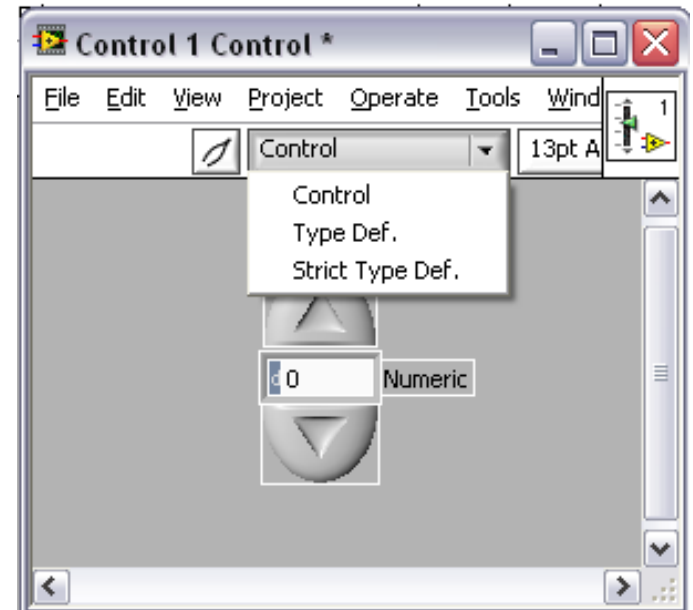 Control 1 Control *
File Edit View Project Operate Tools Wind
1
Control 13pt A
Control
Type Def.
Strict Type Def.
d 0 Numeric